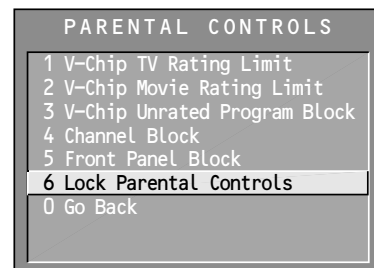 PARENTAL CONTROLS
1 V-Chip TV Rating Limit
2 V-Chip Movie Rating Limit
3 V-Chip Unrated Program Block
4 Channel Block
5 Front Panel Block
6 Lock Parental Controls
0 Go Back